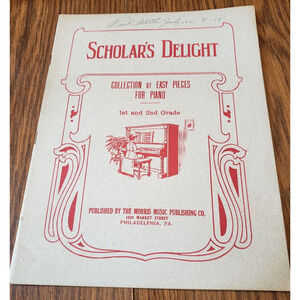 SCHOLAR'S DELIGHT
COLLECTION OF EASY PIECES
FOR PIANO
1st and 2nd Grade
PUBLISHED BY THE MORRIS MUSIC PUBLISHING CO.
MARKET STREET
PHILADELPHIA, PA.